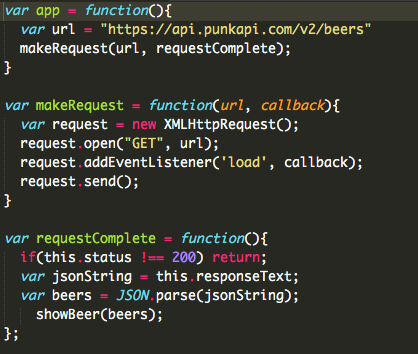 var app = function(){
  var url = "https://api.punkapi.com/v2/beers"
  makeRequest(url, requestComplete);
}

var makeRequest = function(url, callback){
  var request = new XMLHttpRequest();
  request.open("GET", url);
  request.addEventListener('load', callback);
  request.send();
}

var requestComplete = function(){
  if(this.status !== 200) return;
  var jsonString = this.responseText;
  var beers = JSON.parse(jsonString);
    showBeer(beers);
};